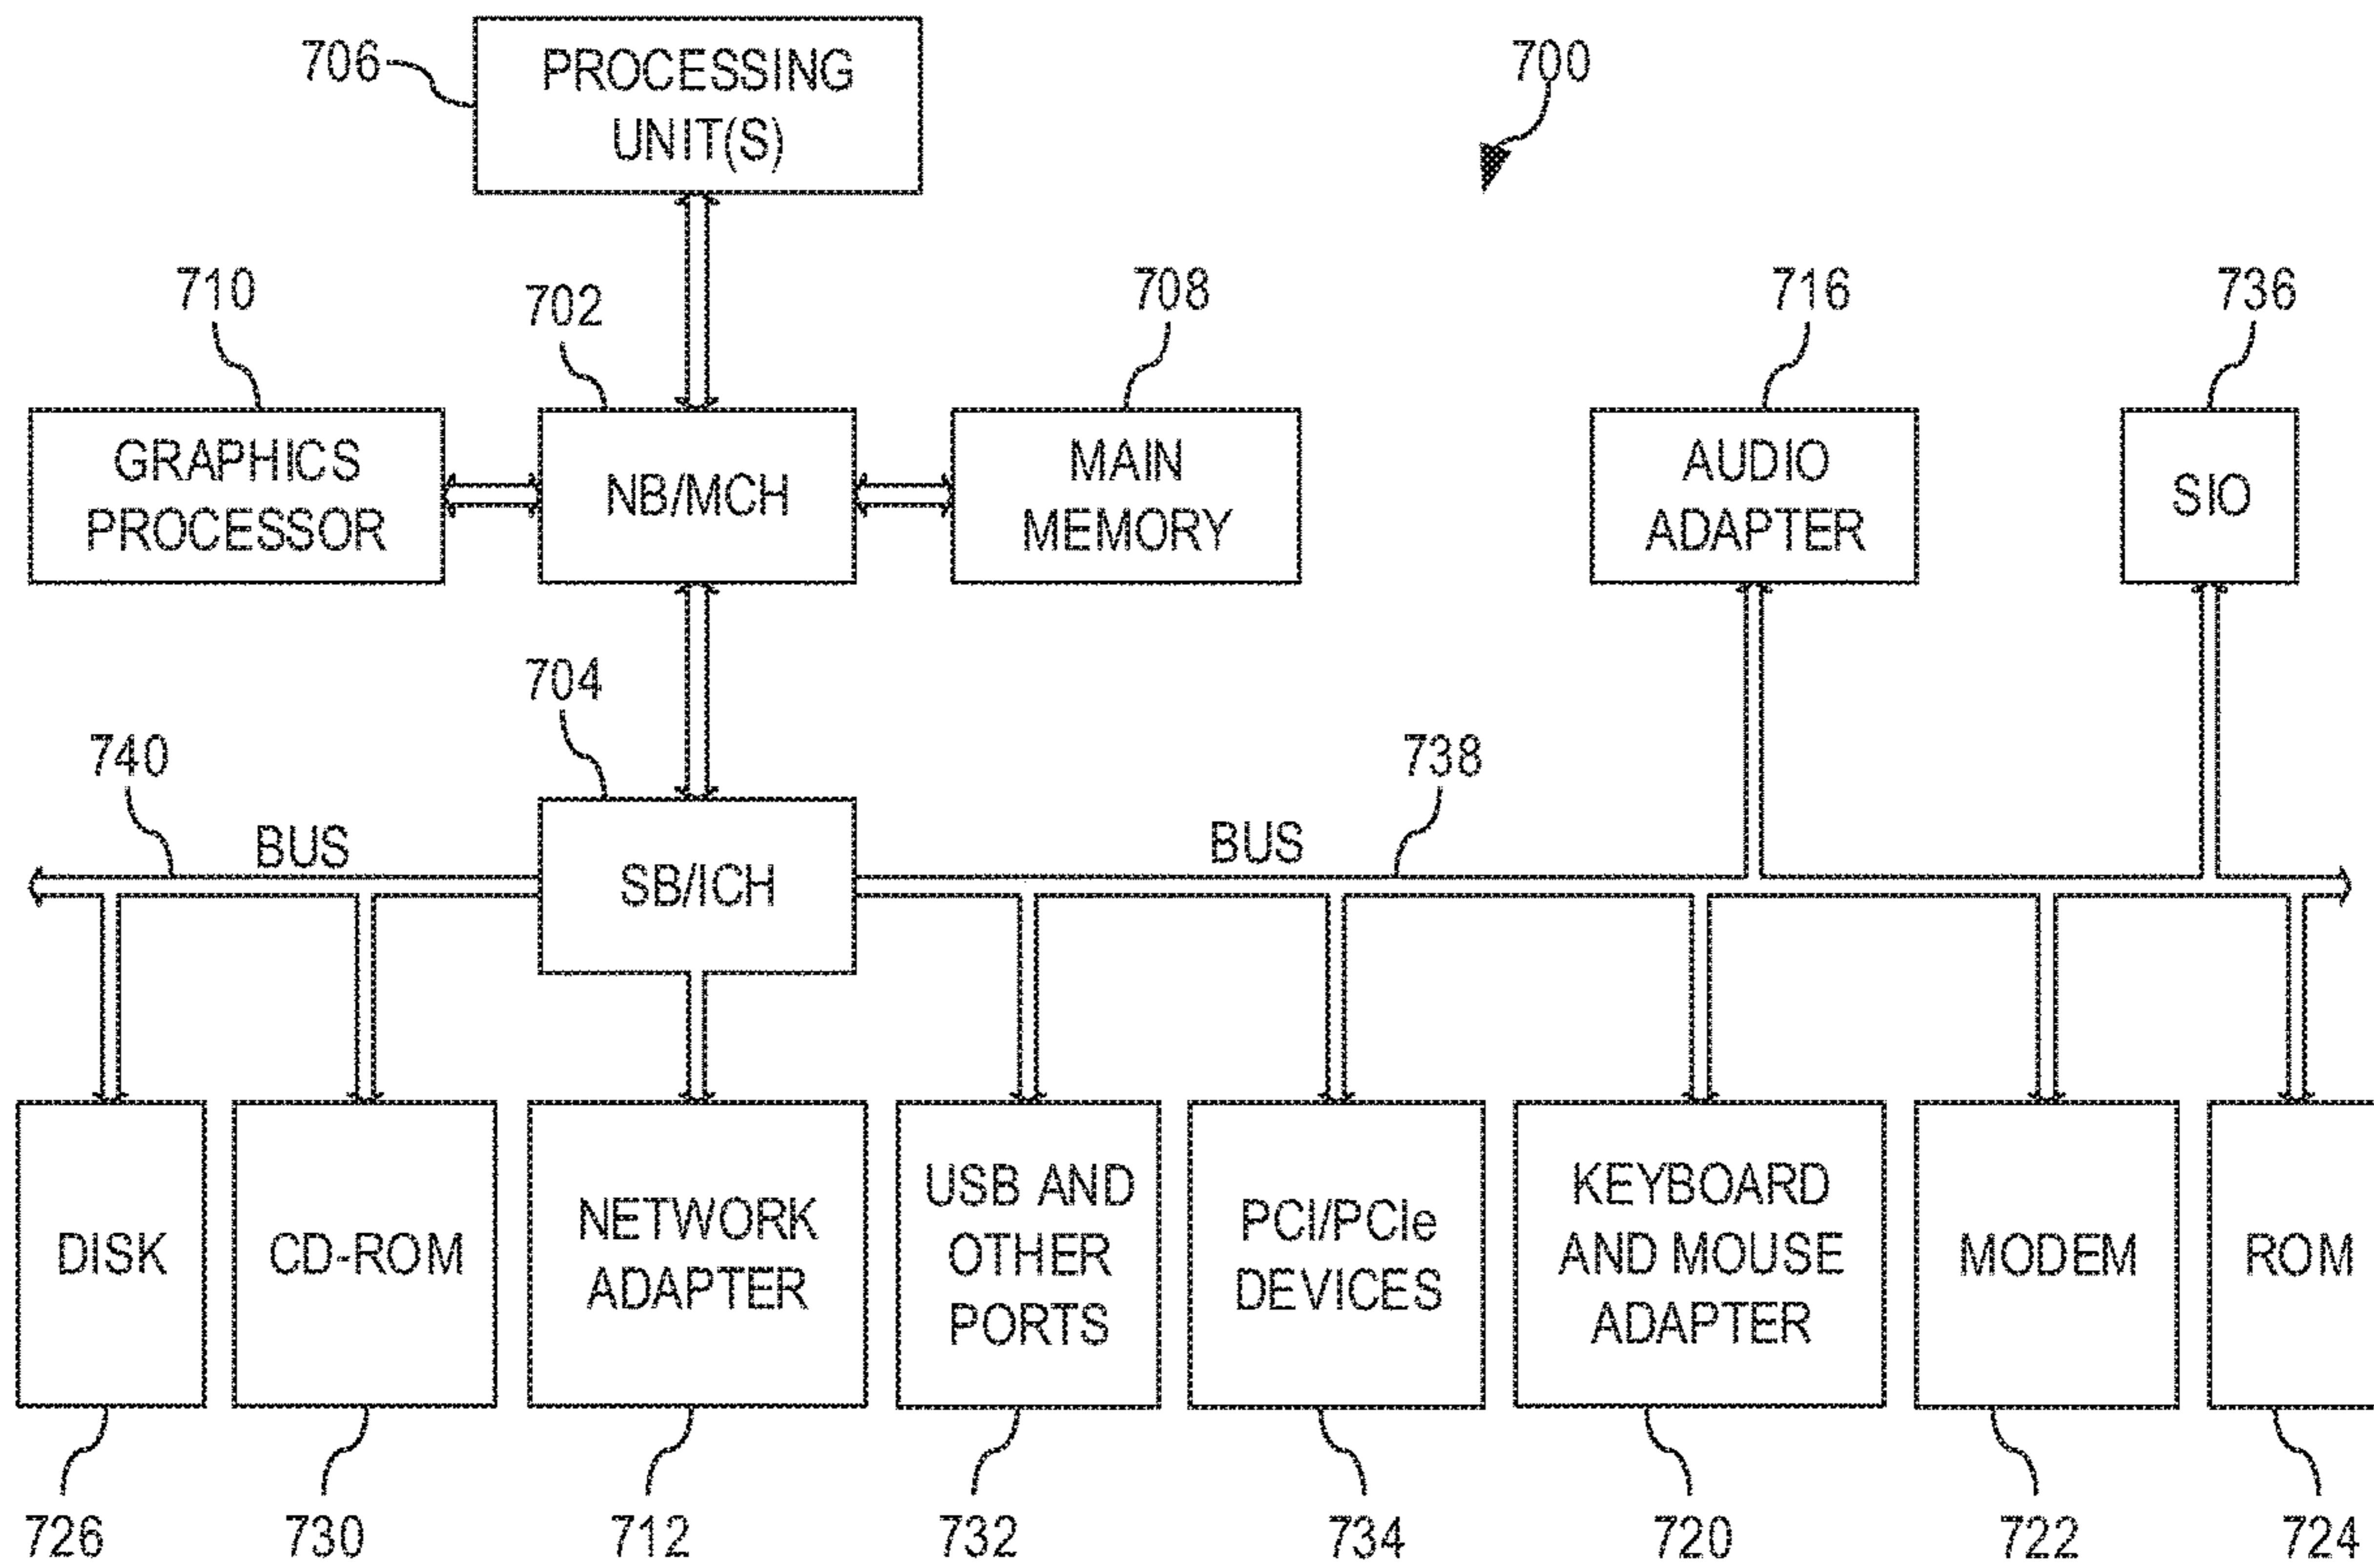 706
PROCESSING
UNIT(S)
700
710
702
708
716
736
GRAPHICS
PROCESSOR
NB/MCH
MAIN
MEMORY
AUDIO
ADAPTER
SIO
704
740
738
BUS
SB/ICH
BUS
DISK
CD-ROM
NETWORK
ADAPTER
USB AND
OTHER
PORTS
PCI/PCIe
DEVICES
KEYBOARD
AND MOUSE
ADAPTER
MODEM
ROM
726
730
712
732
734
720
722
724